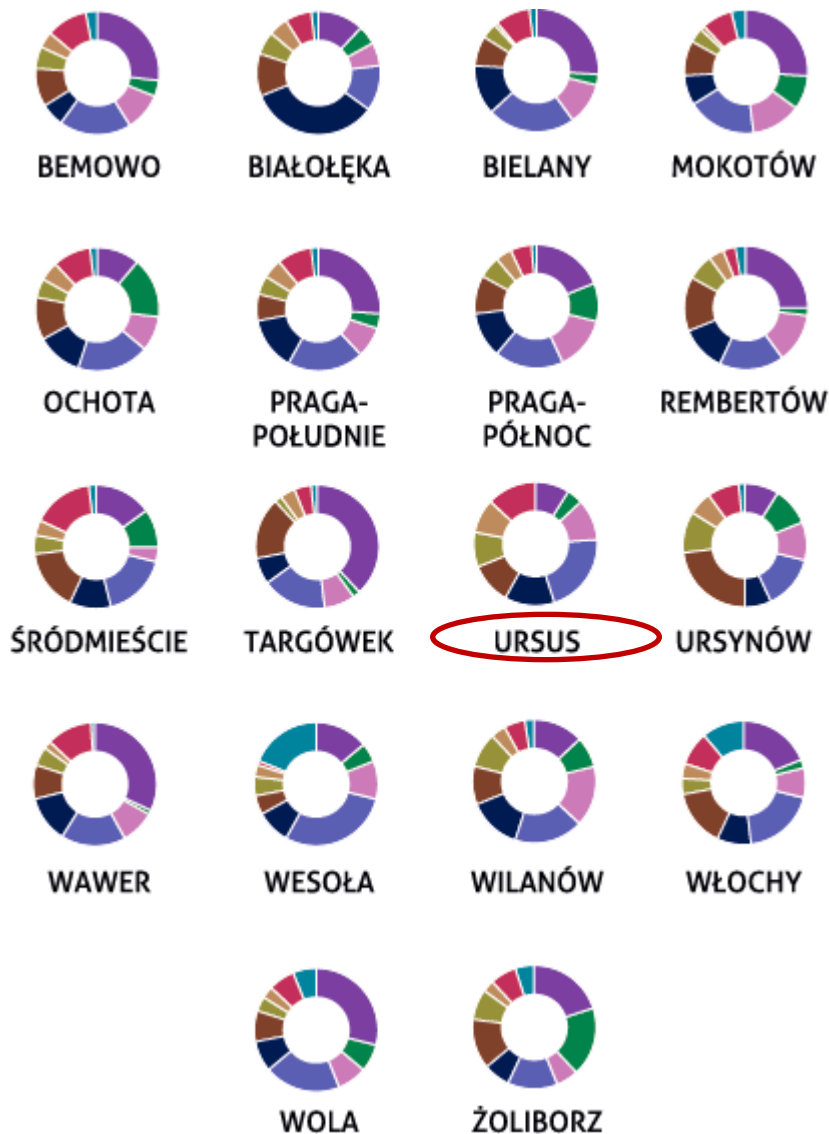 BEMOWO
BIAŁOŁĘKA
BIELANY
MOKOTÓW
OCHOTA
PRAGA-
POŁUDNIE
PRAGA-
PÓŁNOC
REMBERTÓW
ŚRÓDMIEŚCIE
TARGÓWEK
URSUS
URSYNÓW
WAWER
WESOŁA
WILANÓW
WŁOCHY
WOLA
ŻOLIBORZ